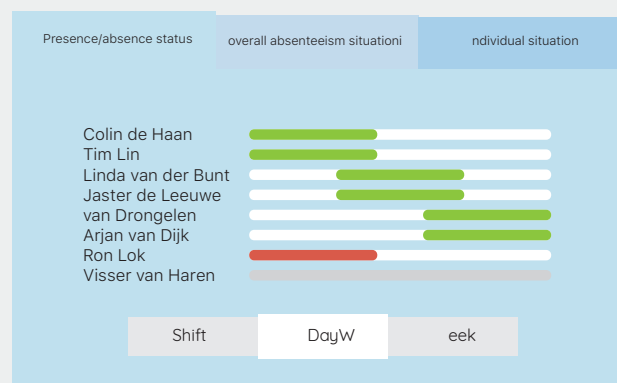 Presence/absence status
overall absenteeism situationi
ndividual situation
Colin de Haan
Tim Lin
Linda van der Bunt
Jaster de Leeuwe
van Drongelen
Arjan van Dijk
Ron Lok
Visser van Haren
Shift
DayW
eek